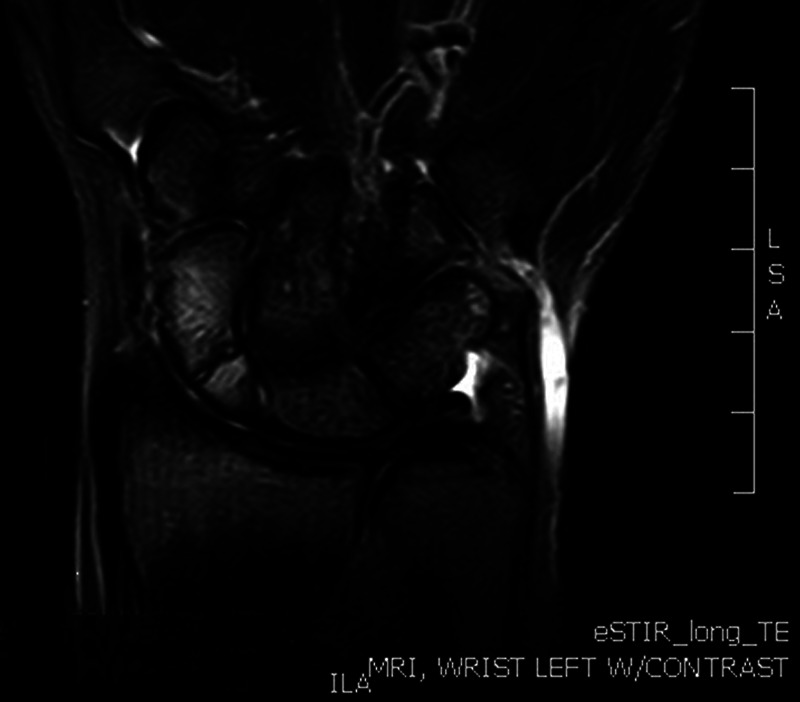 L
S
A
eSTIR_long_TE
MRI, WRIST LEFT W/CONTRAST
ILA